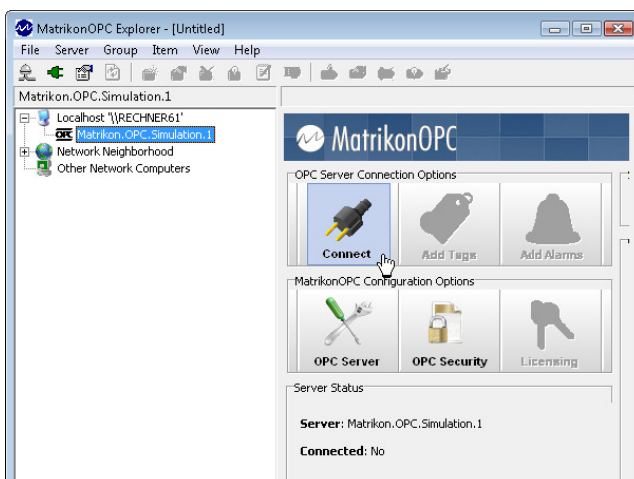 MatrikonOPC Explorer - [Untitled]
File Server Group Item View Help
Matrikon.OPC.Simulation.1
Localhost '\\RECHNER61'
OPC Matrikon.OPC.Simulation.1
Network Neighborhood
Other Network Computers
MatrikonOPC
OPC Server Connection Options
Connect Add Tags Add Alarms
MatrikonOPC Configuration Options
OPC Server OPC Security Licensing
Server Status
Server: Matrikon.OPC.Simulation.1
Connected: No